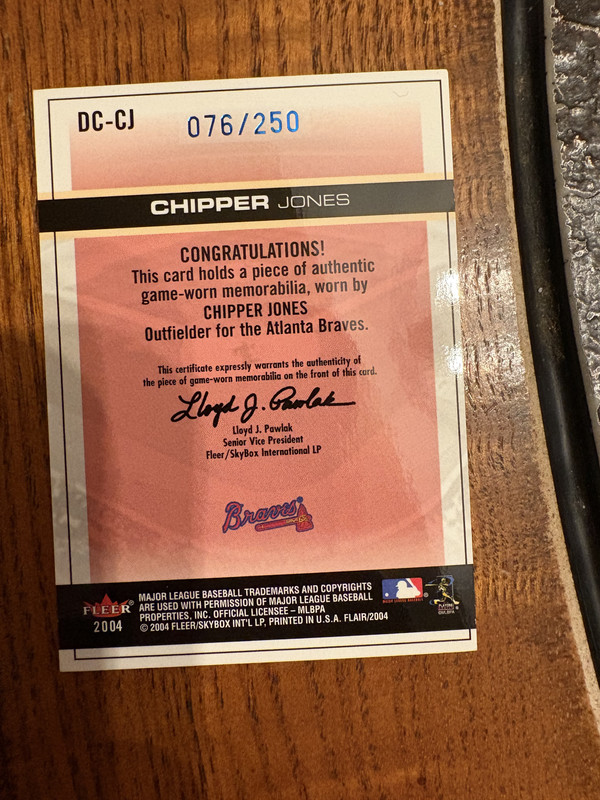 DC-CJ
076/250
CHIPPER JONES
CONGRATULATIONS!
This card holds a piece of authentic
game-worn memorabilia, worn by
CHIPPER JONES
Outfielder for the Atlanta Braves.
This certificate expressly warrants the authenticity of
the piece of game-worn memorabilia on the front of this card.
Lloyd J. Pawlak
Lloyd J. Pawlak
Senior Vice President
Fleer/SkyBox International LP
Braves
FLEER
2004
MAJOR LEAGUE BASEBALL TRADEMARKS AND COPYRIGHTS
ARE USED WITH PERMISSION OF MAJOR LEAGUE BASEBALL
PROPERTIES, INC. OFFICIAL LICENSEE – MLBPA
© 2004 FLEER/SKYBOX INT'L LP, PRINTED IN U.S.A. FLAIR/2004